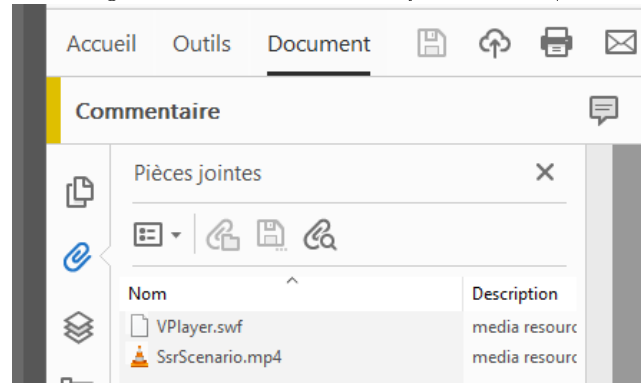 Accueil Outils Document
Commentaire
Pièces jointes
Nom Description
VPlayer.swf media resourc
SsrScenario.mp4 media resourc